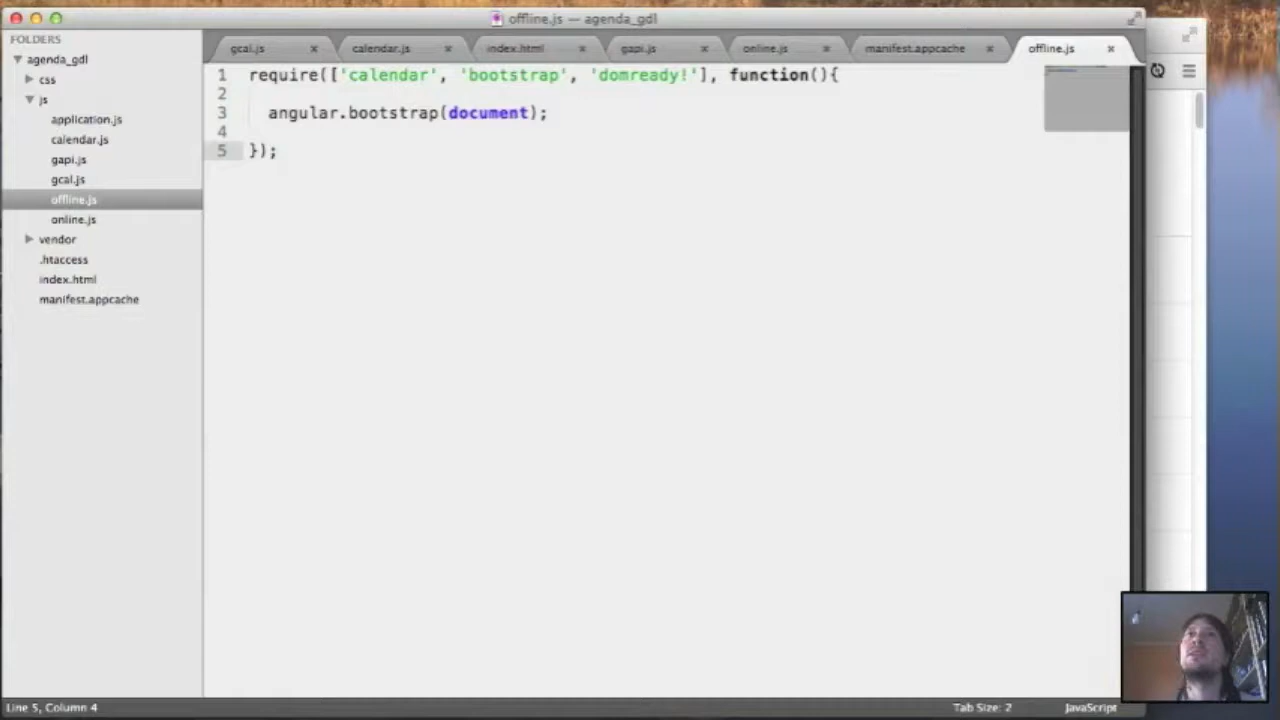 offline.js — agenda_gdl
FOLDERS
agenda_gdl
css
js
application.js
calendar.js
gapi.js
gcal.js
offline.js
online.js
vendor
.htaccess
index.html
manifest.appcache
gcal.js calendar.js index.html gapi.js online.js manifest.appcache offline.js
1 require(['calendar', 'bootstrap', 'domready!'], function(){
2
3 angular.bootstrap(document);
4
5 });
Line 5, Column 4 Tab Size: 2 JavaScript